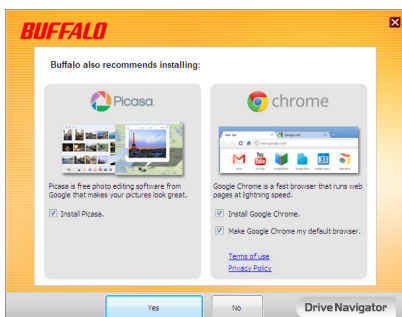 BUFFALO
Buffalo also recommends installing:
Picasa
chrome
Picasa is free photo editing software from
Google that makes your pictures look great.
Install Picasa.
Google Chrome is a fast browser that runs web
pages at lightning speed.
Install Google Chrome.
Make Google Chrome my default browser.
Terms of use
Privacy Policy
Yes
No
DriveNavigator